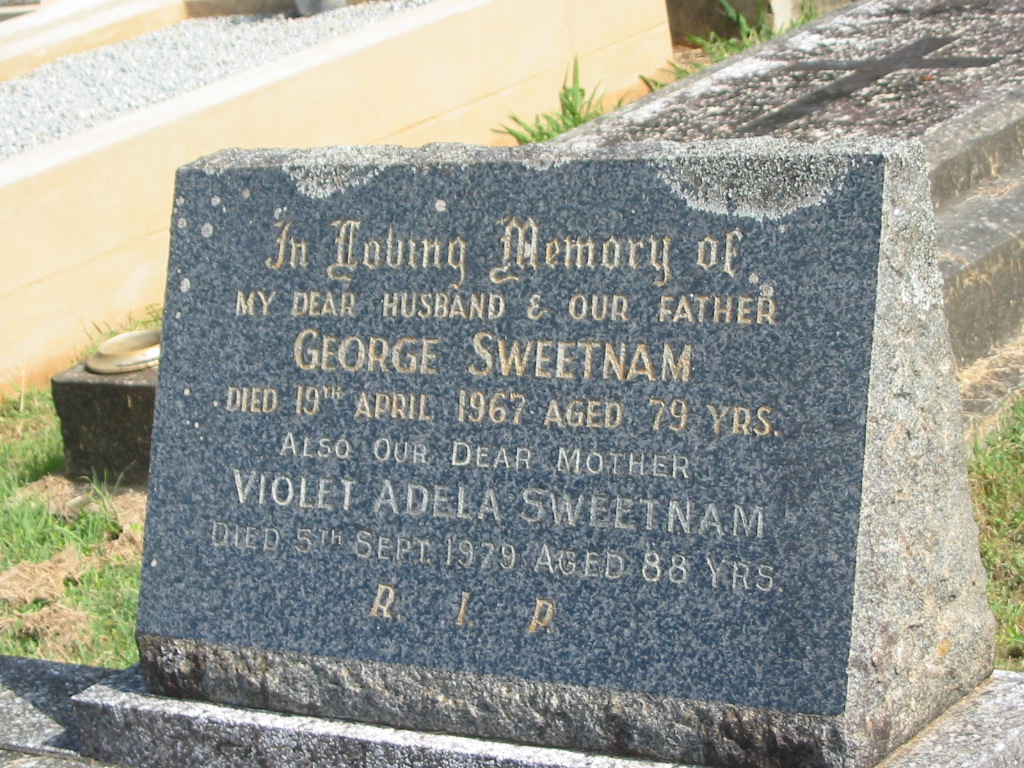 In Loving Memory of
MY DEAR HUSBAND & OUR FATHER
GEORGE SWEETNAM
DIED 19TH APRIL 1967 AGED 79 YRS.
ALSO OUR DEAR MOTHER
VIOLET ADELA SWEETNAM
DIED 5TH SEPT. 1979 AGED 88 YRS.
R. I. P.